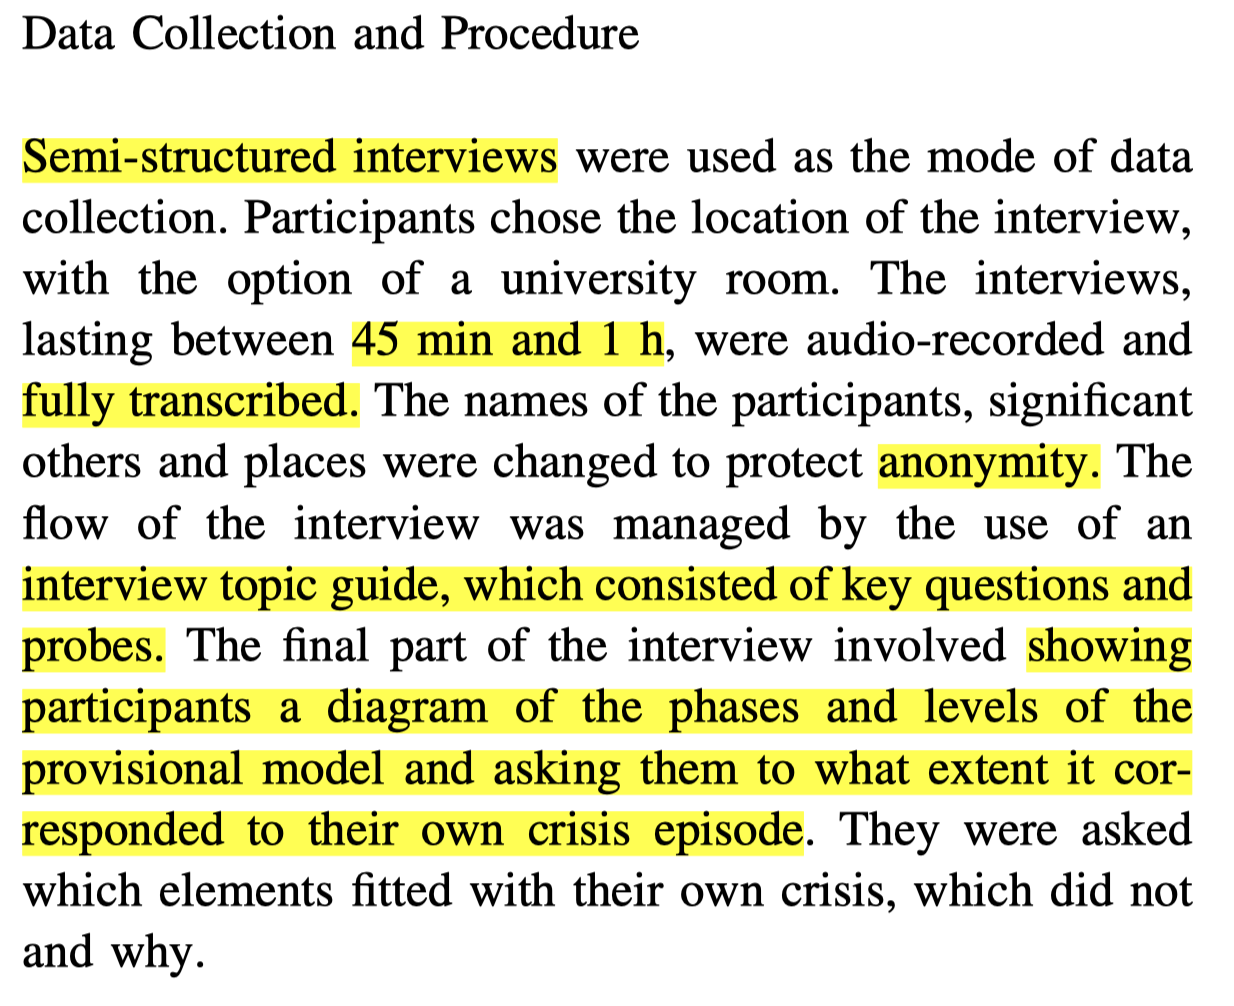 Data Collection and Procedure
Semi-structured interviews were used as the mode of data
collection. Participants chose the location of the interview,
with the option of a university room. The interviews,
lasting between 45 min and 1 h, were audio-recorded and
fully transcribed. The names of the participants, significant
others and places were changed to protect anonymity. The
flow of the interview was managed by the use of an
interview topic guide, which consisted of key questions and
probes. The final part of the interview involved showing
participants a diagram of the phases and levels of the
provisional model and asking them to what extent it cor-
responded to their own crisis episode. They were asked
which elements fitted with their own crisis, which did not
and why.